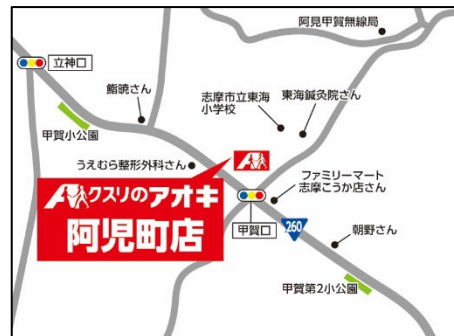 阿見甲賀無線局
立神口
鮨暁さん
志摩市立東海
小学校
東海鍼灸院さん
甲賀小公園
うえむら整形外科さん
クスリのアオキ
阿児町店
ファミリーマート
志摩こうか店さん
甲賀口
260
朝野さん
甲賀第2小公園